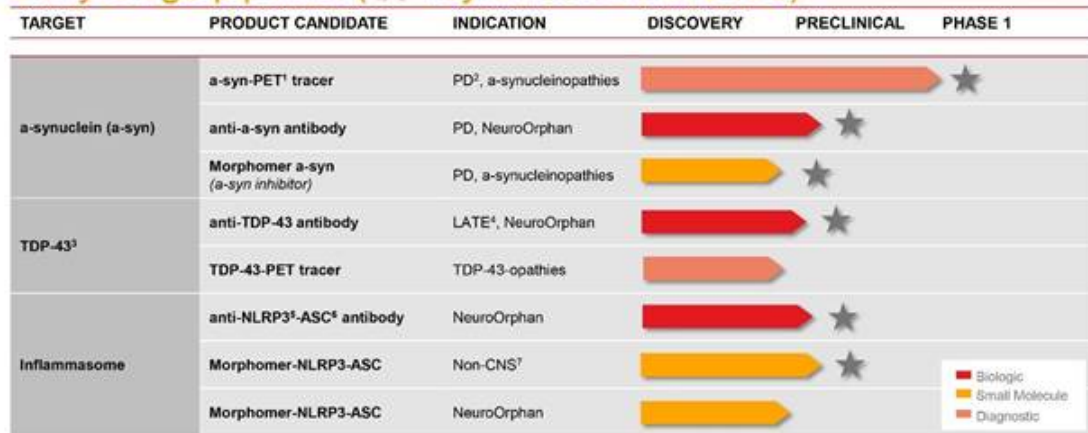 TARGET PRODUCT CANDIDATE INDICATION DISCOVERY PRECLINICAL PHASE 1
a-syn-PET¹ tracer PD², a-synucleinopathies
a-synuclein (a-syn) anti-a-syn antibody PD, NeuroOrphan
Morphomer a-syn
(a-syn inhibitor) PD, a-synucleinopathies
anti-TDP-43 antibody LATE⁴, NeuroOrphan
TDP-43³
TDP-43-PET tracer TDP-43-opathies
anti-NLRP3⁵-ASC⁶ antibody NeuroOrphan
Inflammasome Morphomer-NLRP3-ASC Non-CNS⁷
Morphomer-NLRP3-ASC NeuroOrphan
Biologic
Small Molecule
Diagnostic